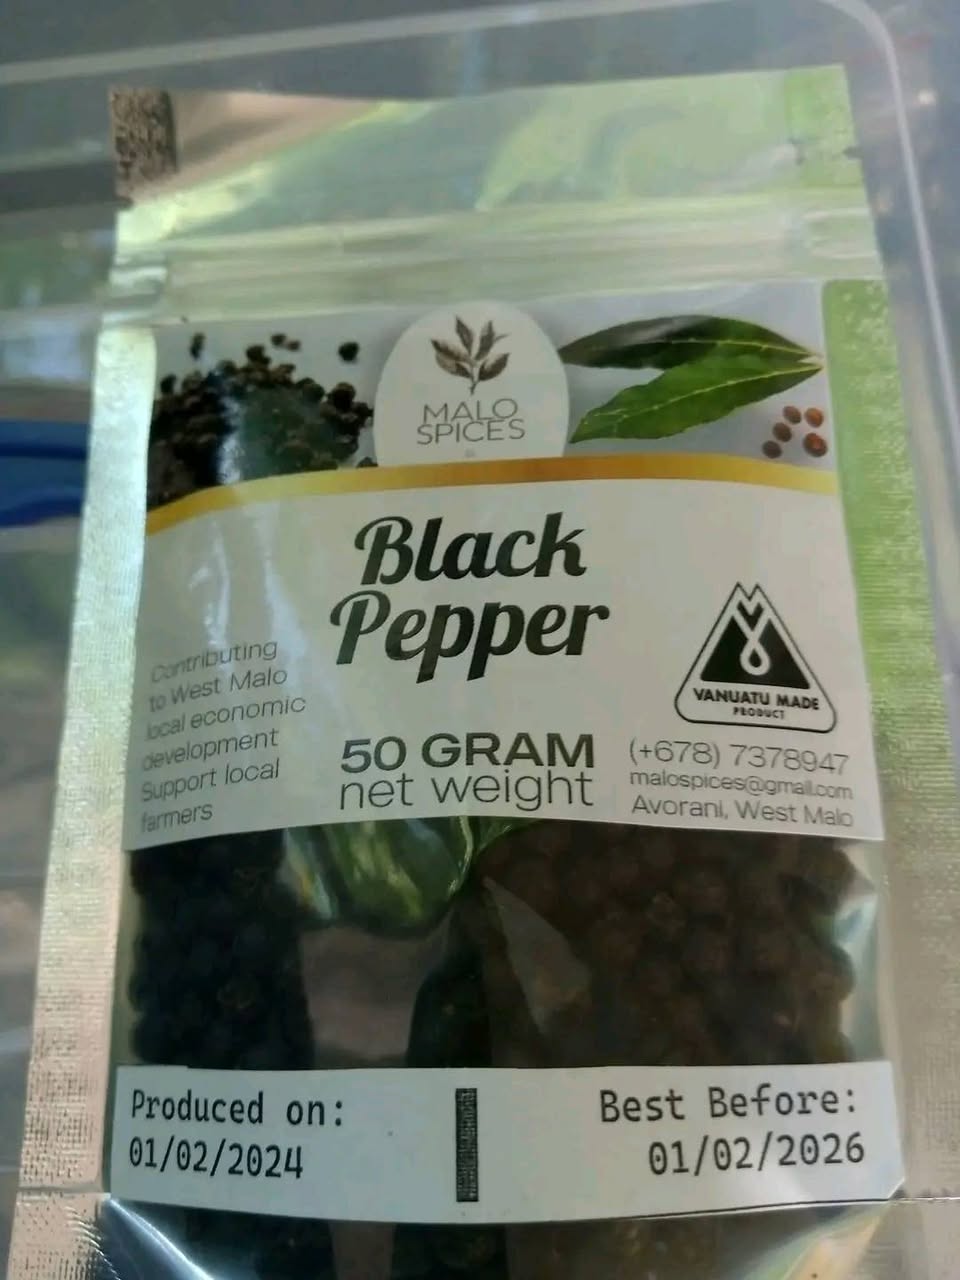 MALO
SPICES
Black
Pepper
Contributing
to West Malo
local economic
development
Support local
farmers
50 GRAM
net weight
VANUATU MADE
PRODUCT
(+678) 7378947
malospices@gmail.com
Avorani, West Malo
Produced on:
01/02/2024
Best Before:
01/02/2026